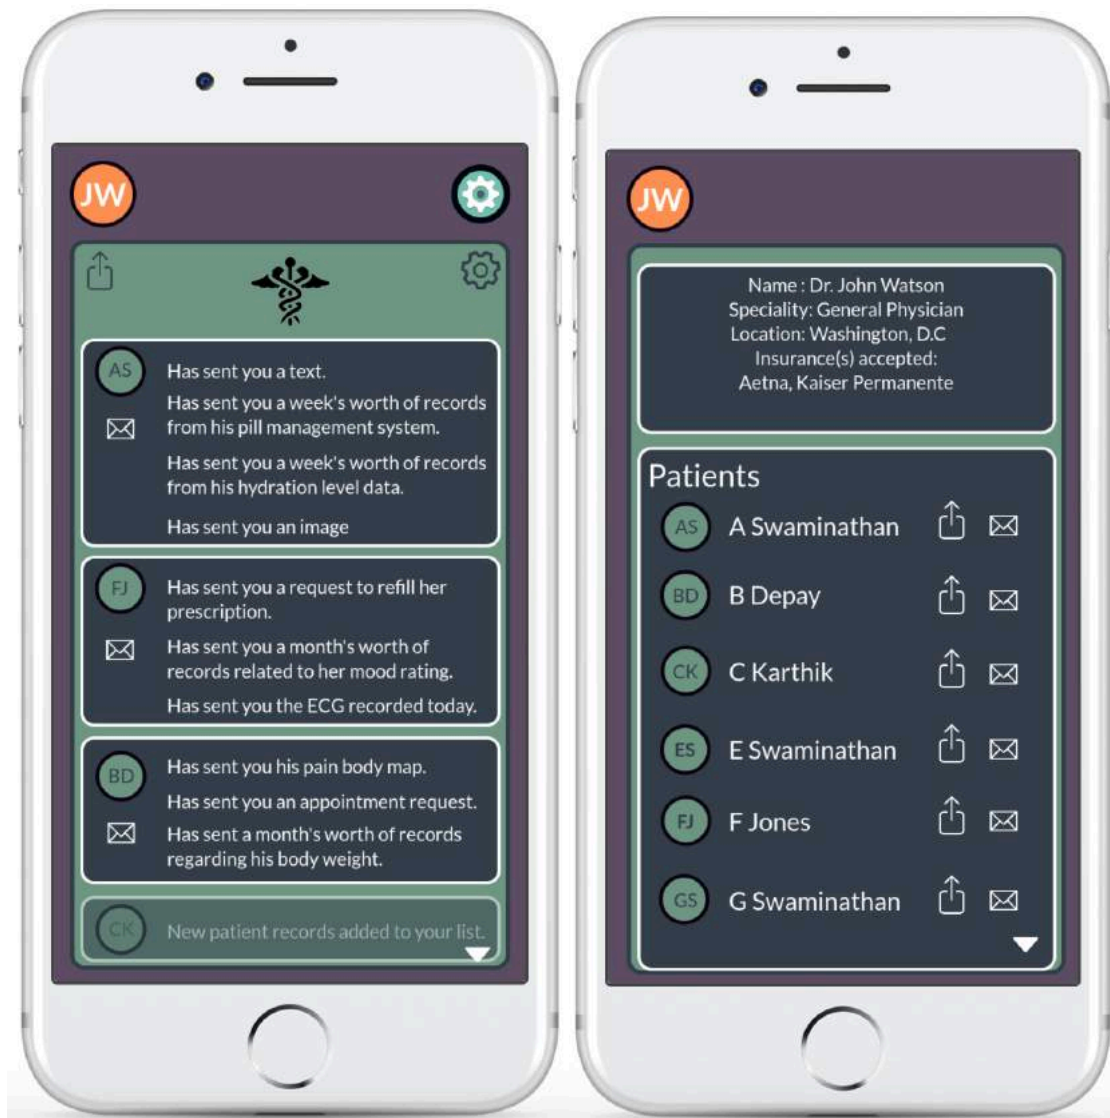 JW
AS
Has sent you a text.
Has sent you a week's worth of records
from his pill management system.
Has sent you a week's worth of records
from his hydration level data.
Has sent you an image
FJ
Has sent you a request to refill her
prescription.
Has sent you a month's worth of
records related to her mood rating.
Has sent you the ECG recorded today.
BD
Has sent you his pain body map.
Has sent you an appointment request.
Has sent a month's worth of records
regarding his body weight.
CK
New patient records added to your list.
JW
Name : Dr. John Watson
Speciality: General Physician
Location: Washington, D.C
Insurance(s) accepted:
Aetna, Kaiser Permanente
Patients
AS A Swaminathan
BD B Depay
CK C Karthik
ES E Swaminathan
FJ F Jones
GS G Swaminathan